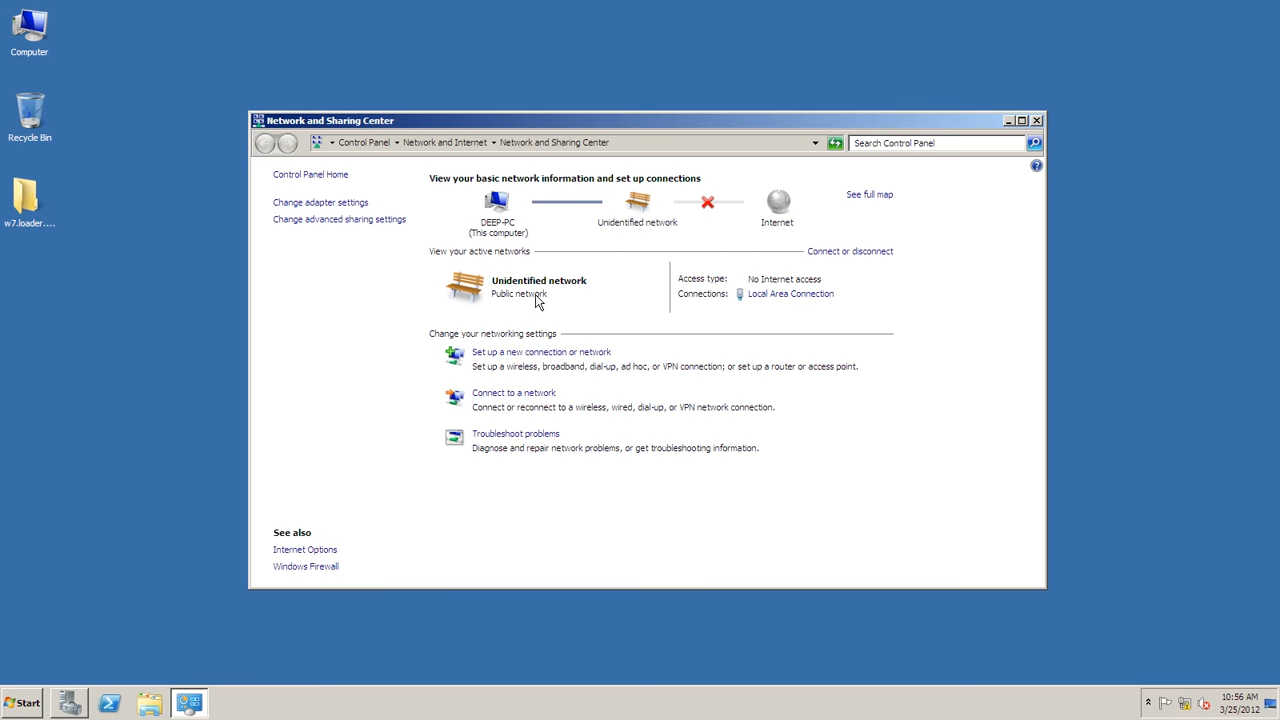 Computer
Recycle Bin
w7.loader....
Network and Sharing Center
Control Panel Network and Internet Network and Sharing Center
Search Control Panel
Control Panel Home
Change adapter settings
Change advanced sharing settings
View your basic network information and set up connections
See full map
DEEP-PC
(This computer)
Unidentified network
Internet
View your active networks
Connect or disconnect
Unidentified network
Public network
Access type: No Internet access
Connections: Local Area Connection
Change your networking settings
Set up a new connection or network
Set up a wireless, broadband, dial-up, ad hoc, or VPN connection; or set up a router or access point.
Connect to a network
Connect or reconnect to a wireless, wired, dial-up, or VPN network connection.
Troubleshoot problems
Diagnose and repair network problems, or get troubleshooting information.
See also
Internet Options
Windows Firewall
Start
10:56 AM
3/25/2012